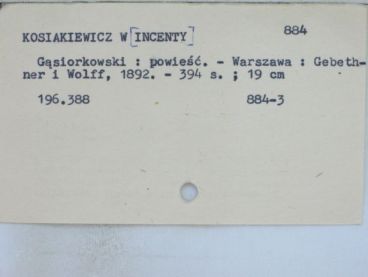 KOSIAKIEWICZ W[INCENTY] 884
Gąsiorkowski : powieść. - Warszawa : Gebeth-
ner i Wolff, 1892. - 394 s. ; 19 cm
196.388 884-3